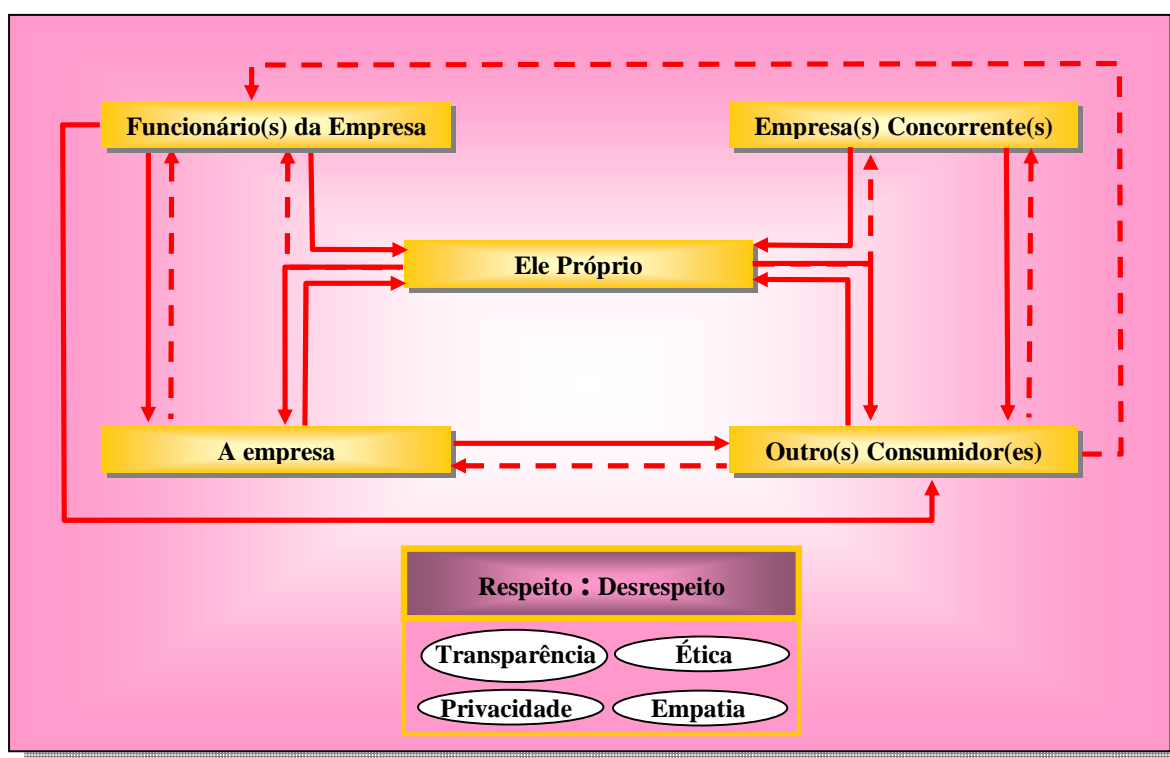 Funcionário(s) da Empresa
Empresa(s) Concorrente(s)
Ele Próprio
A empresa
Outro(s) Consumidor(es)
Respeito : Desrespeito
Transparência
Ética
Privacidade
Empatia